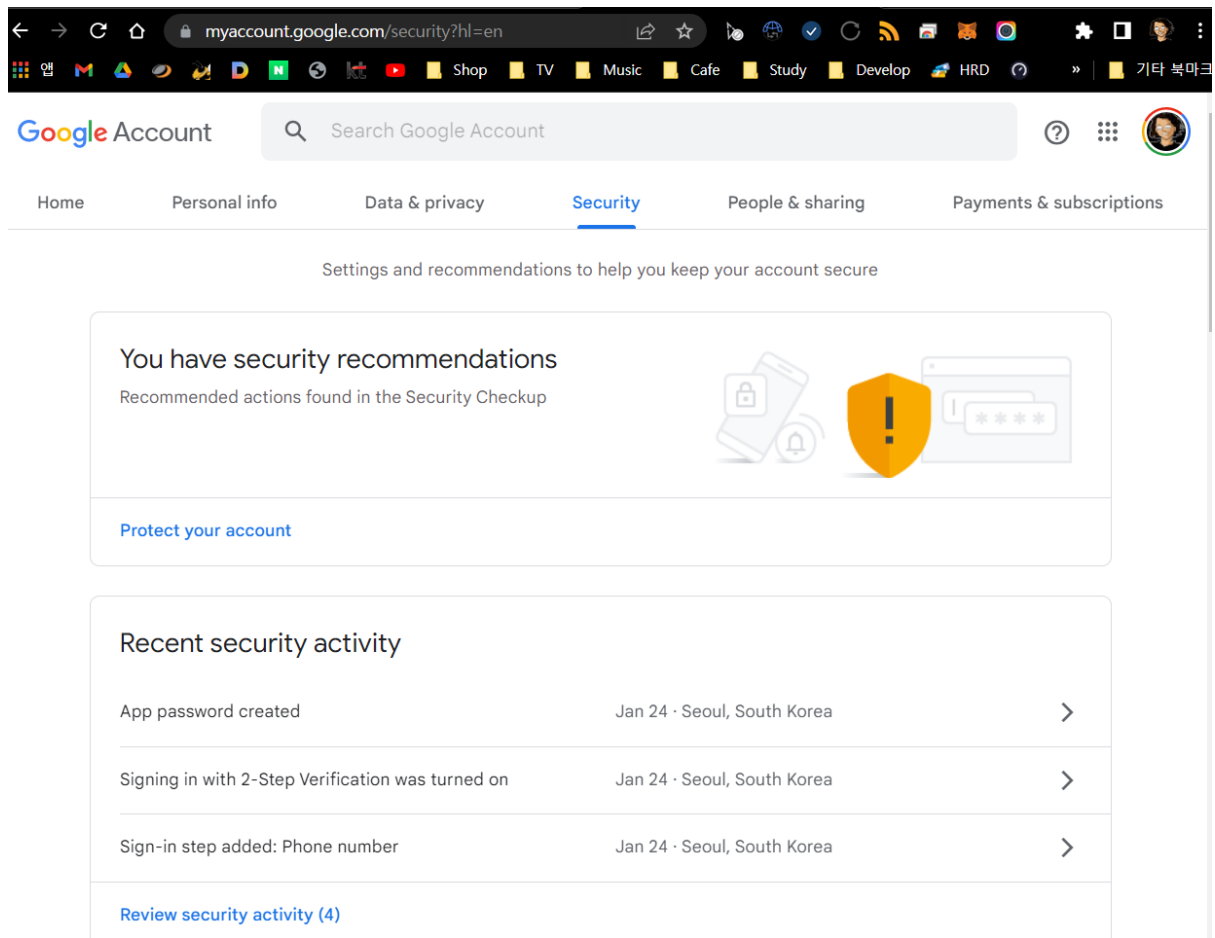 myaccount.google.com/security?hl=en
앱 D N kt Shop TV Music Cafe Study Develop HRD » 기타 북마크
Google Account Search Google Account
Home Personal info Data & privacy Security People & sharing Payments & subscriptions
Settings and recommendations to help you keep your account secure
You have security recommendations
Recommended actions found in the Security Checkup
! ****
Protect your account
Recent security activity
App password created Jan 24 · Seoul, South Korea
Signing in with 2-Step Verification was turned on Jan 24 · Seoul, South Korea
Sign-in step added: Phone number Jan 24 · Seoul, South Korea
Review security activity (4)